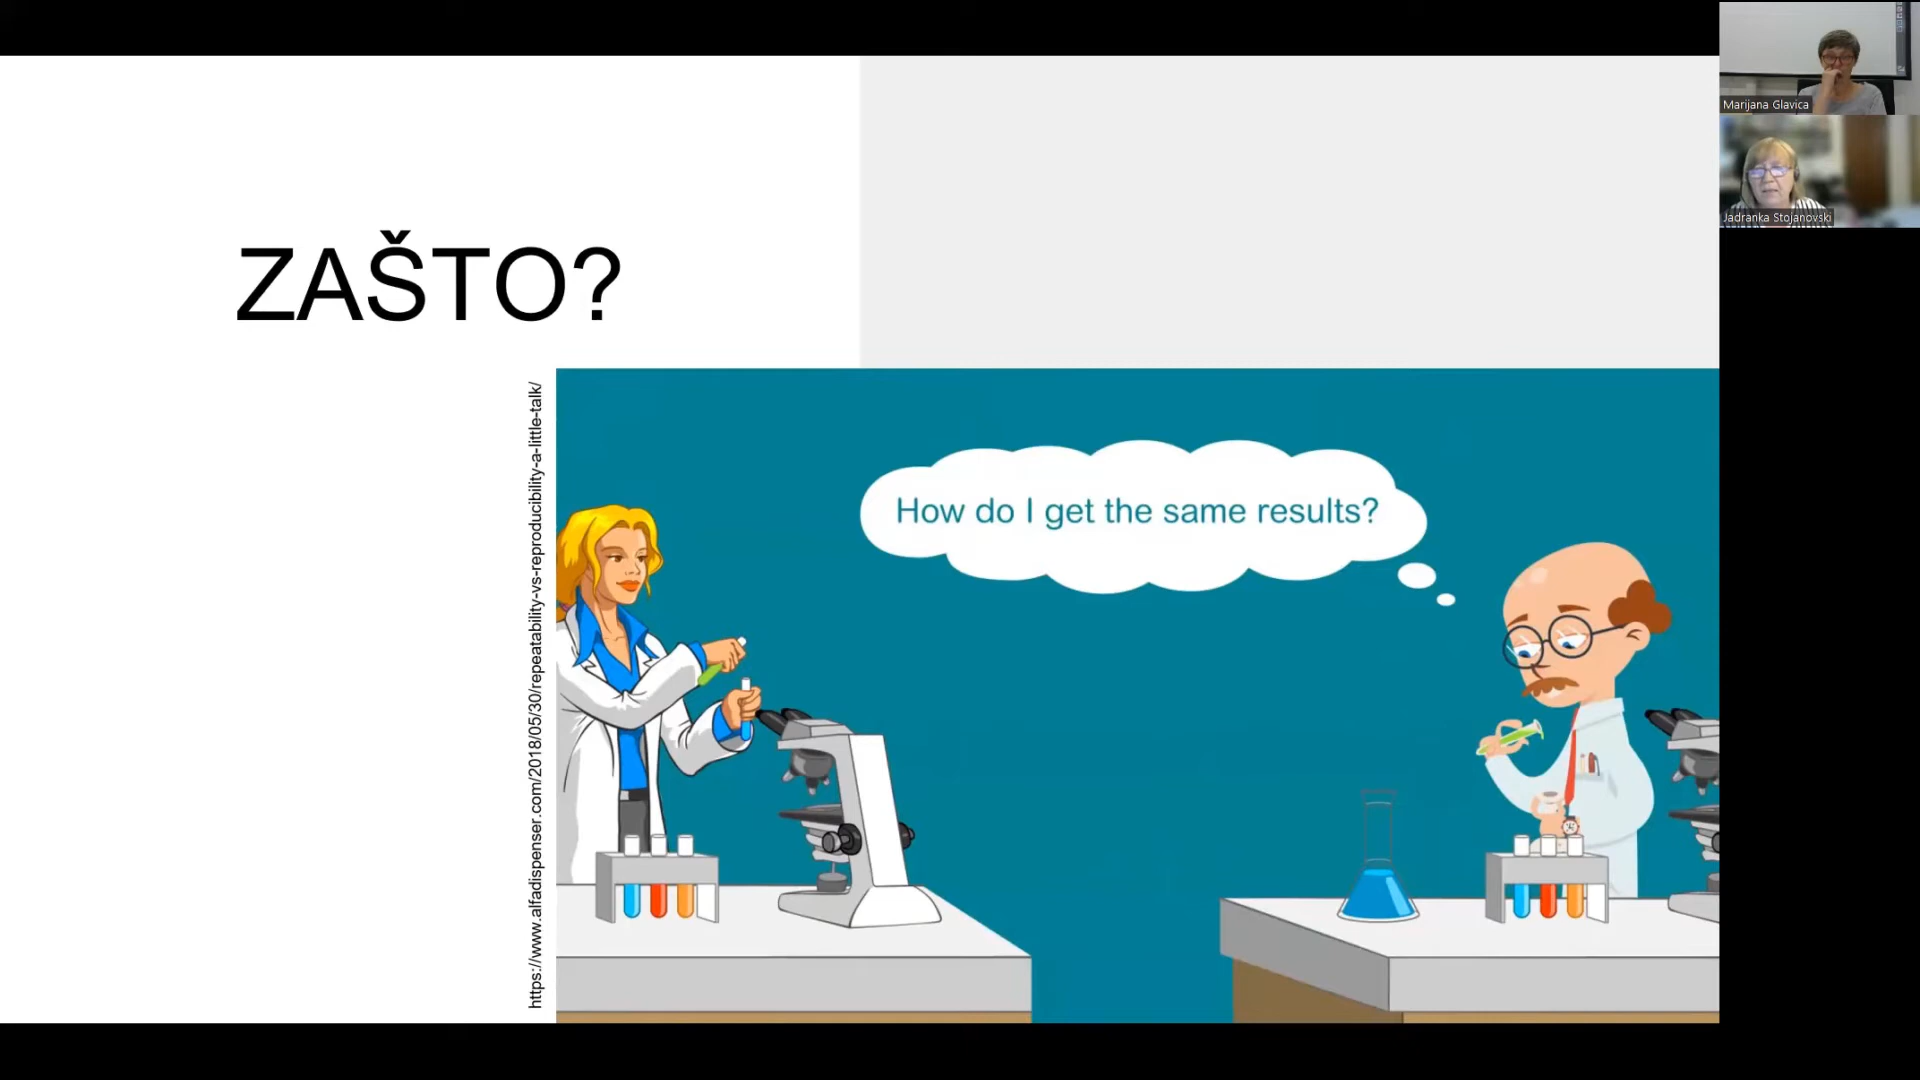 ZAŠTO?
https://www.alfadispenser.com/2018/05/30/repeatability-vs-reproducibility-a-little-talk/
How do I get the same results?
Marijana Glavica
Jadranka Stojanovski